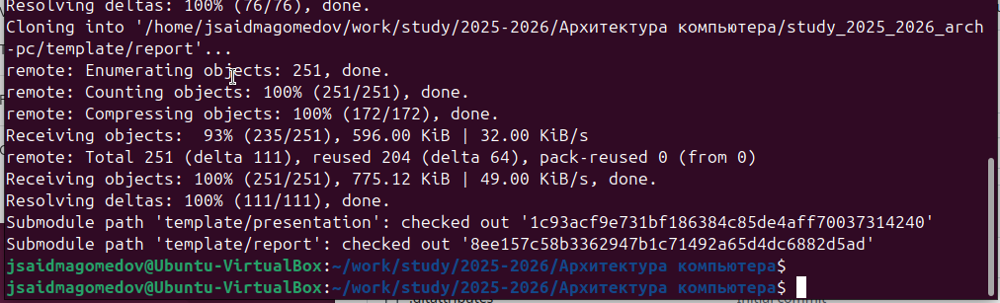 Resolving deltas: 100% (76/76), done.
Cloning into '/home/jsaidmagomedov/work/study/2025-2026/Архитектура компьютера/study_2025_2026_arch
-pc/template/report'...
remote: Enumerating objects: 251, done.
remote: Counting objects: 100% (251/251), done.
remote: Compressing objects: 100% (172/172), done.
Receiving objects:  93% (235/251), 596.00 KiB | 32.00 KiB/s
remote: Total 251 (delta 111), reused 204 (delta 64), pack-reused 0 (from 0)
Receiving objects: 100% (251/251), 775.12 KiB | 49.00 KiB/s, done.
Resolving deltas: 100% (111/111), done.
Submodule path 'template/presentation': checked out '1c93acf9e731bf186384c85de4aff70037314240'
Submodule path 'template/report': checked out '8ee157c58b3362947b1c71492a65d4dc6882d5ad'
jsaidmagomedov@Ubuntu-VirtualBox:~/work/study/2025-2026/Архитектура компьютера$
jsaidmagomedov@Ubuntu-VirtualBox:~/work/study/2025-2026/Архитектура компьютера$